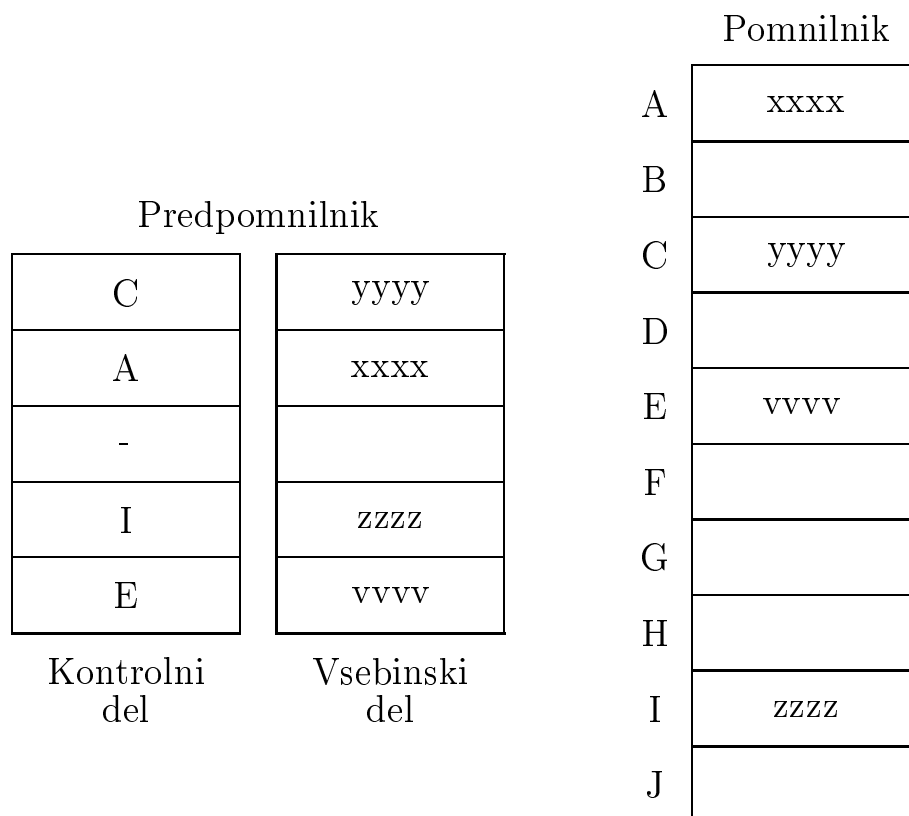 Pomnilnik
A xxxx
B
Predpomnilnik
C yyyy
C yyyy
D
A xxxx
E vvvv
-
F
I zzzz
G
E vvvv
H
Kontrolni del
Vsebinski del
I zzzz
J